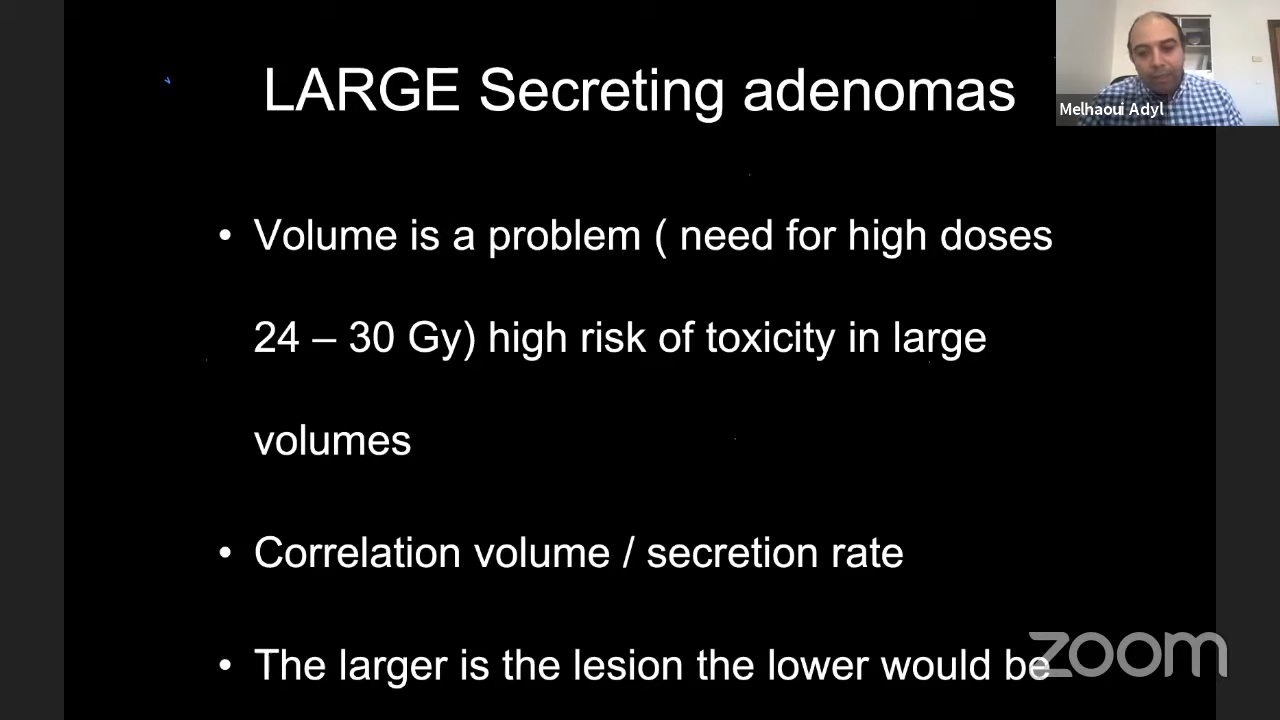 LARGE Secreting adenomas
Melhaoui Adyl
• Volume is a problem ( need for high doses
24 – 30 Gy) high risk of toxicity in large
volumes
• Correlation volume / secretion rate
• The larger is the lesion the lower would be
zoom